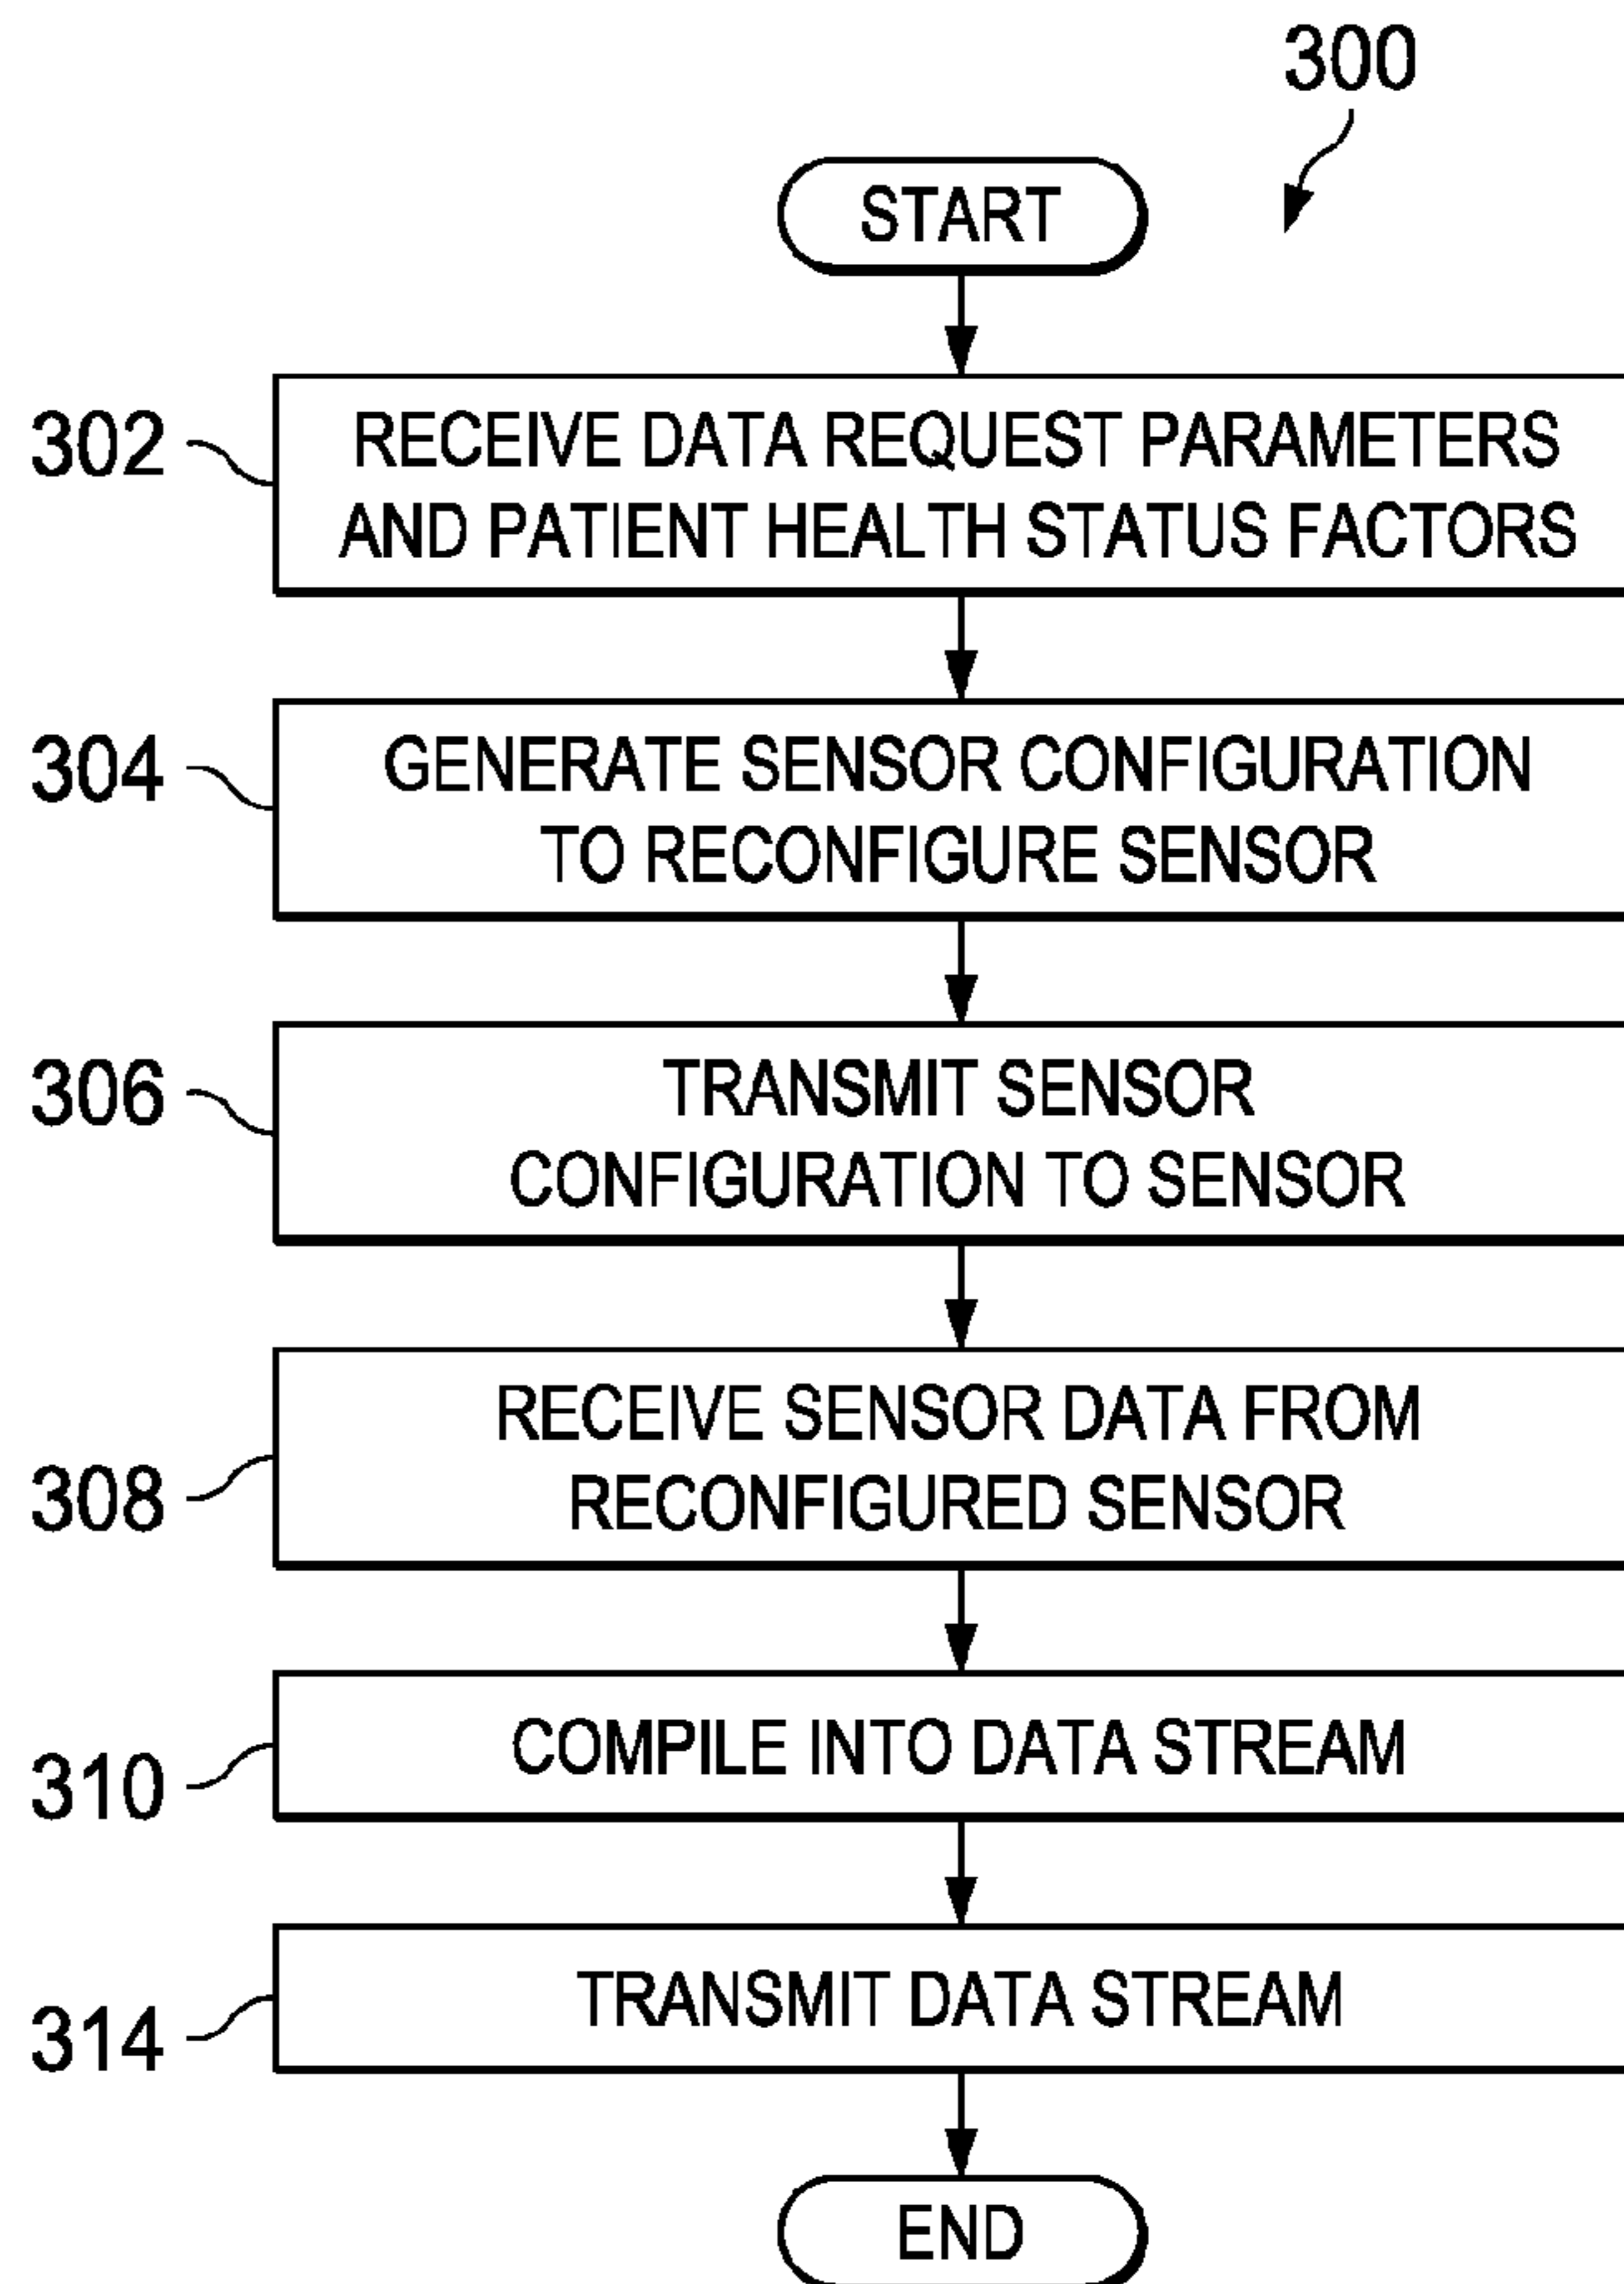 300
START
302
RECEIVE DATA REQUEST PARAMETERS
AND PATIENT HEALTH STATUS FACTORS
304
GENERATE SENSOR CONFIGURATION
TO RECONFIGURE SENSOR
306
TRANSMIT SENSOR
CONFIGURATION TO SENSOR
308
RECEIVE SENSOR DATA FROM
RECONFIGURED SENSOR
310
COMPILE INTO DATA STREAM
314
TRANSMIT DATA STREAM
END